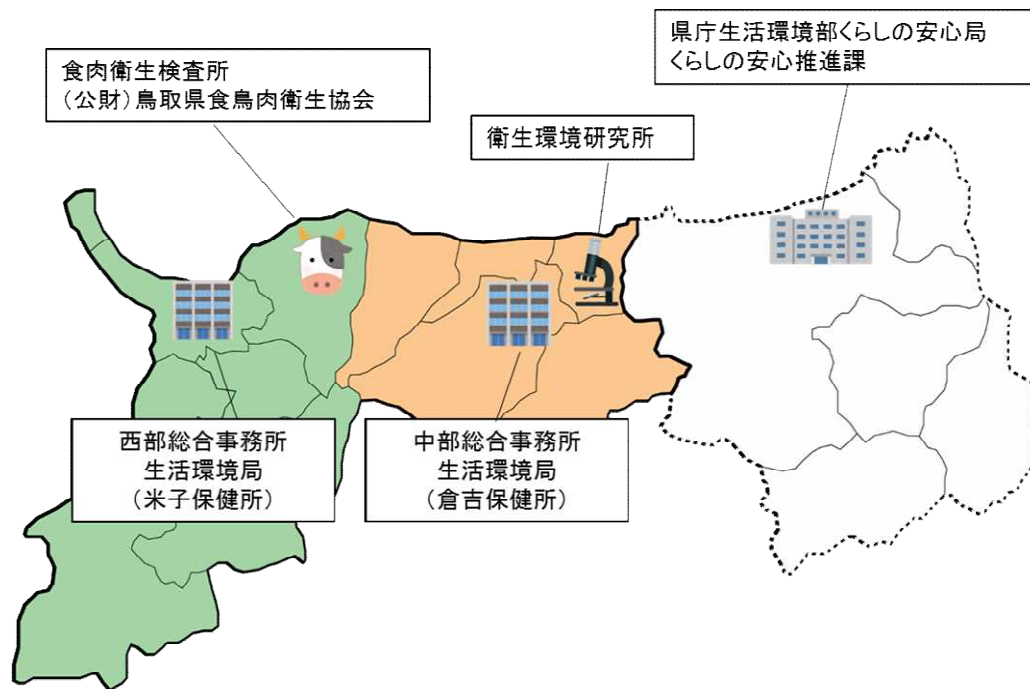 県庁生活環境部くらしの安心局
くらしの安心推進課
食肉衛生検査所
（公財）鳥取県食鳥肉衛生協会
衛生環境研究所
西部総合事務所
生活環境局
（米子保健所）
中部総合事務所
生活環境局
（倉吉保健所）